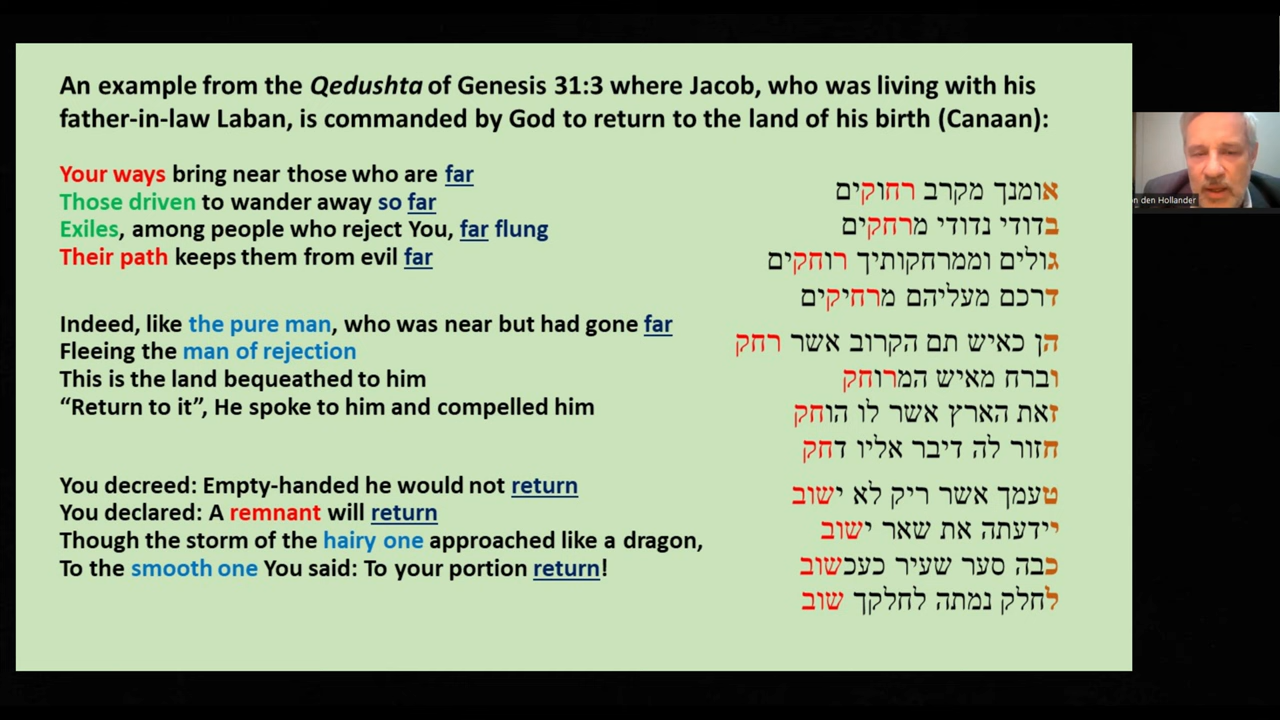 An example from the Qedushta of Genesis 31:3 where Jacob, who was living with his
father-in-law Laban, is commanded by God to return to the land of his birth (Canaan):
Your ways bring near those who are far
Those driven to wander away so far
Exiles, among people who reject You, far flung
Their path keeps them from evil far
Indeed, like the pure man, who was near but had gone far
Fleeing the man of rejection
This is the land bequeathed to him
“Return to it”, He spoke to him and compelled him
You decreed: Empty-handed he would not return
You declared: A remnant will return
Though the storm of the hairy one approached like a dragon,
To the smooth one You said: To your portion return!
אומנך מקרב רחוקים
בדודי נדודי מרחקים
גולים וממרחקותיך רוחקים
דרכם מעליהם מרחיקים
הן כאיש תם הקרוב אשר רחק
וברח מאיש המרוחק
זאת הארץ אשר לו הוחק
חזור לה דיבר אליו דחק
טעמך אשר ריק לא ישוב
יידעתה את שאר ישוב
כבה סער שעיר כעכשוב
לחלק נמתה לחלקך שוב
n den Hollander